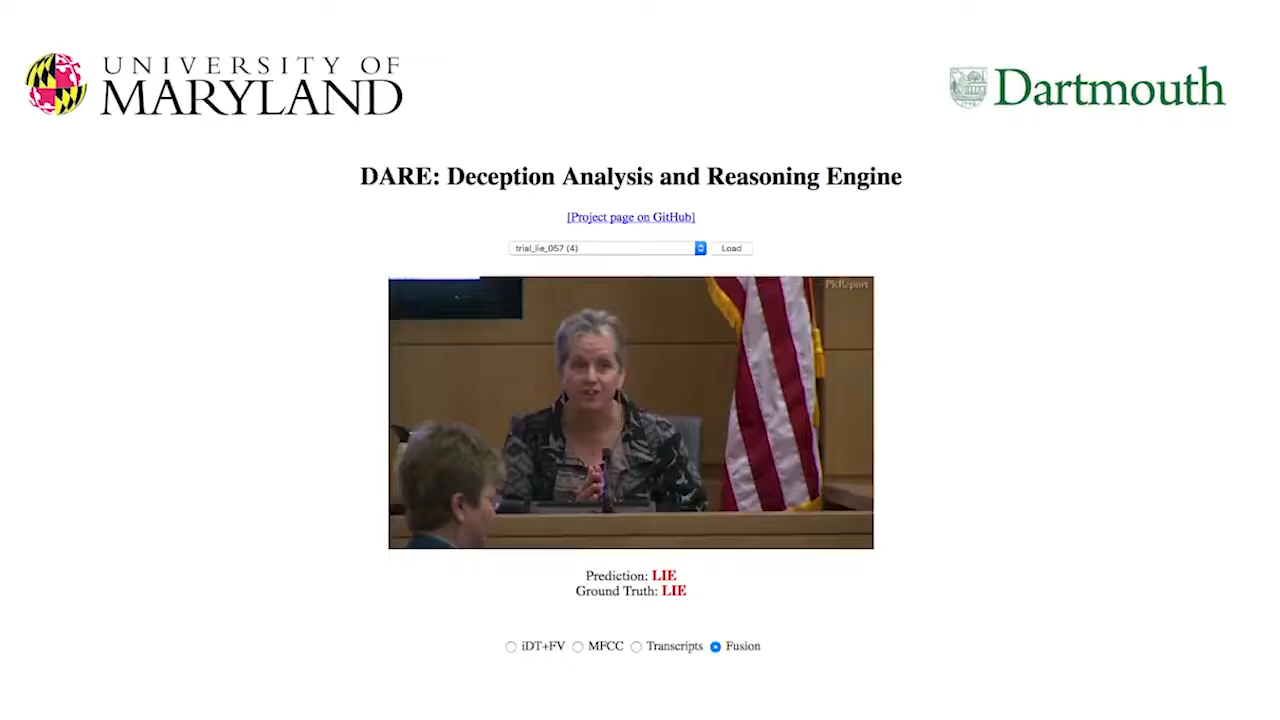 UNIVERSITY OF
MARYLAND
Dartmouth
DARE: Deception Analysis and Reasoning Engine
[Project page on GitHub]
trial_lie_057 (4) Load
PKReport
Prediction: LIE
Ground Truth: LIE
iDT+FV MFCC Transcripts Fusion